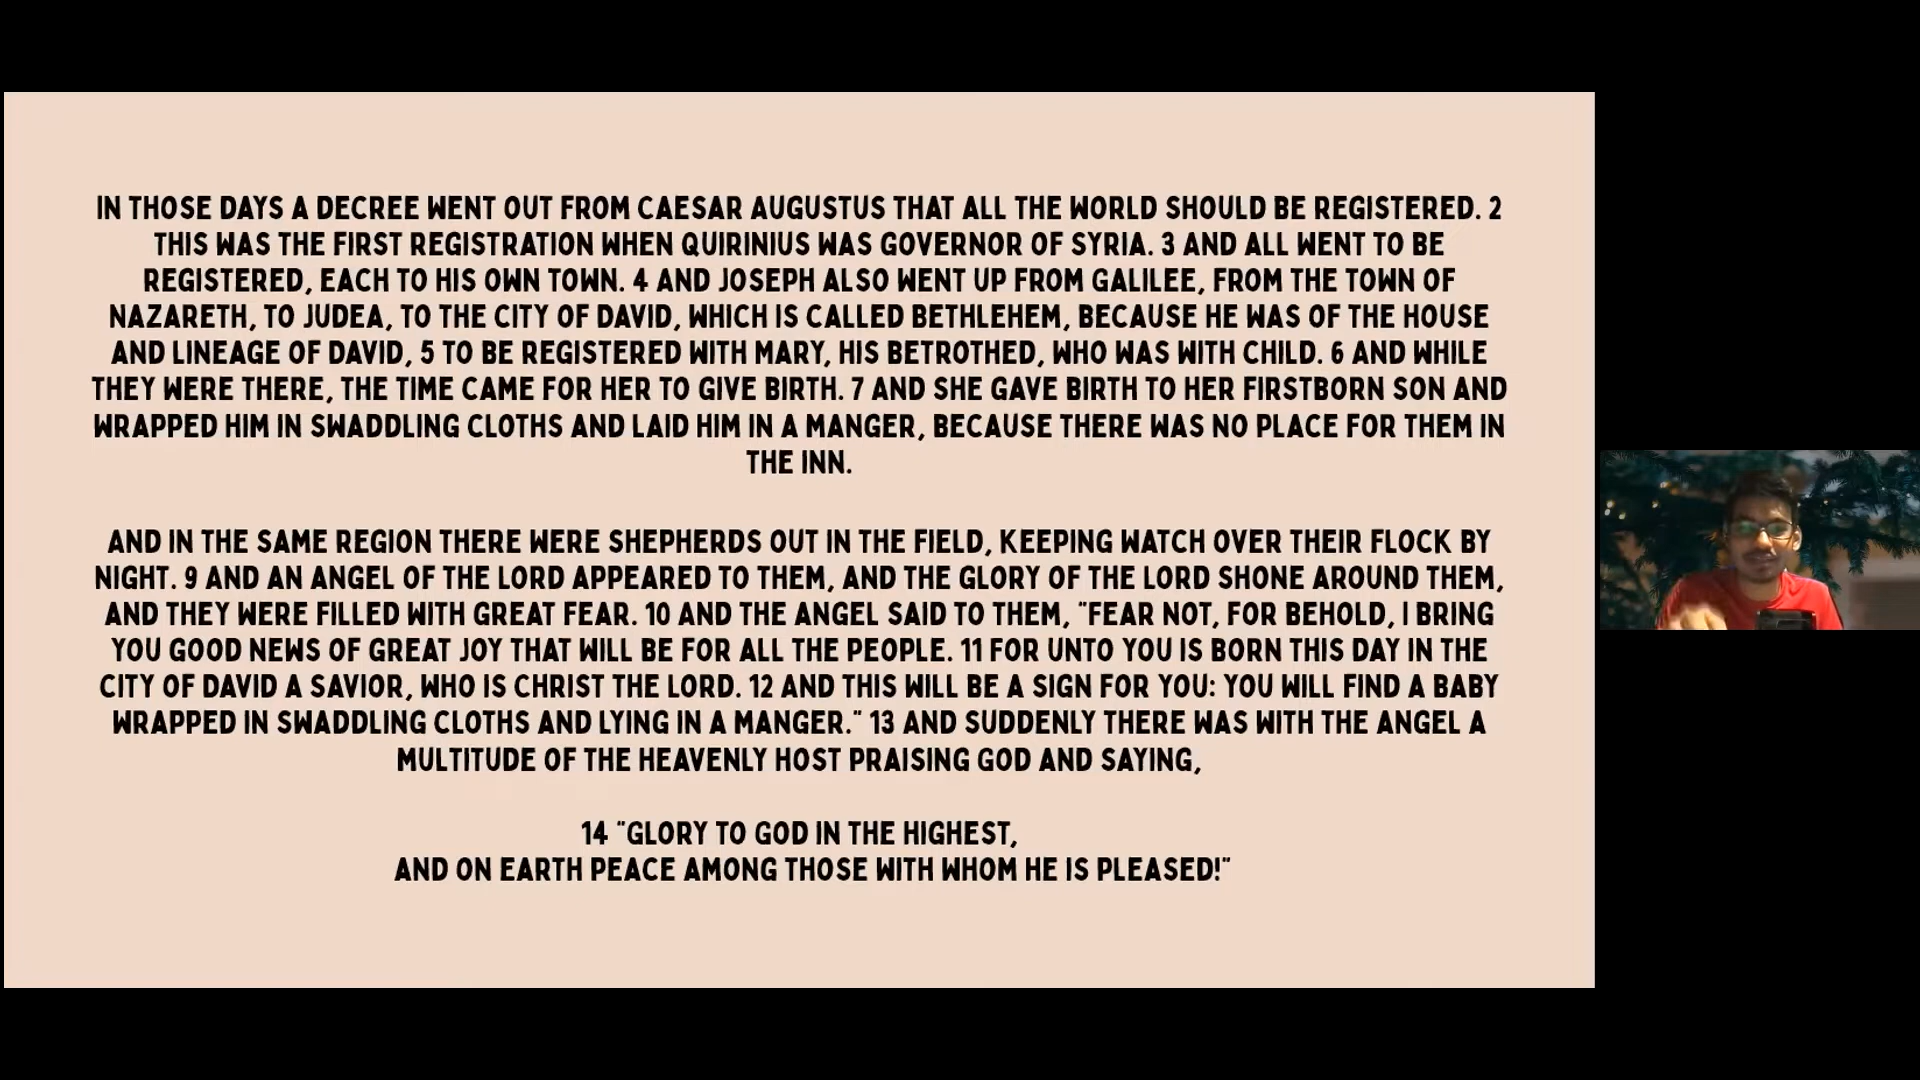 IN THOSE DAYS A DECREE WENT OUT FROM CAESAR AUGUSTUS THAT ALL THE WORLD SHOULD BE REGISTERED. 2
THIS WAS THE FIRST REGISTRATION WHEN QUIRINIUS WAS GOVERNOR OF SYRIA. 3 AND ALL WENT TO BE
REGISTERED, EACH TO HIS OWN TOWN. 4 AND JOSEPH ALSO WENT UP FROM GALILEE, FROM THE TOWN OF
NAZARETH, TO JUDEA, TO THE CITY OF DAVID, WHICH IS CALLED BETHLEHEM, BECAUSE HE WAS OF THE HOUSE
AND LINEAGE OF DAVID, 5 TO BE REGISTERED WITH MARY, HIS BETROTHED, WHO WAS WITH CHILD. 6 AND WHILE
THEY WERE THERE, THE TIME CAME FOR HER TO GIVE BIRTH. 7 AND SHE GAVE BIRTH TO HER FIRSTBORN SON AND
WRAPPED HIM IN SWADDLING CLOTHS AND LAID HIM IN A MANGER, BECAUSE THERE WAS NO PLACE FOR THEM IN
THE INN.
AND IN THE SAME REGION THERE WERE SHEPHERDS OUT IN THE FIELD, KEEPING WATCH OVER THEIR FLOCK BY
NIGHT. 9 AND AN ANGEL OF THE LORD APPEARED TO THEM, AND THE GLORY OF THE LORD SHONE AROUND THEM,
AND THEY WERE FILLED WITH GREAT FEAR. 10 AND THE ANGEL SAID TO THEM, "FEAR NOT, FOR BEHOLD, I BRING
YOU GOOD NEWS OF GREAT JOY THAT WILL BE FOR ALL THE PEOPLE. 11 FOR UNTO YOU IS BORN THIS DAY IN THE
CITY OF DAVID A SAVIOR, WHO IS CHRIST THE LORD. 12 AND THIS WILL BE A SIGN FOR YOU: YOU WILL FIND A BABY
WRAPPED IN SWADDLING CLOTHS AND LYING IN A MANGER." 13 AND SUDDENLY THERE WAS WITH THE ANGEL A
MULTITUDE OF THE HEAVENLY HOST PRAISING GOD AND SAYING,
14 "GLORY TO GOD IN THE HIGHEST,
AND ON EARTH PEACE AMONG THOSE WITH WHOM HE IS PLEASED!"